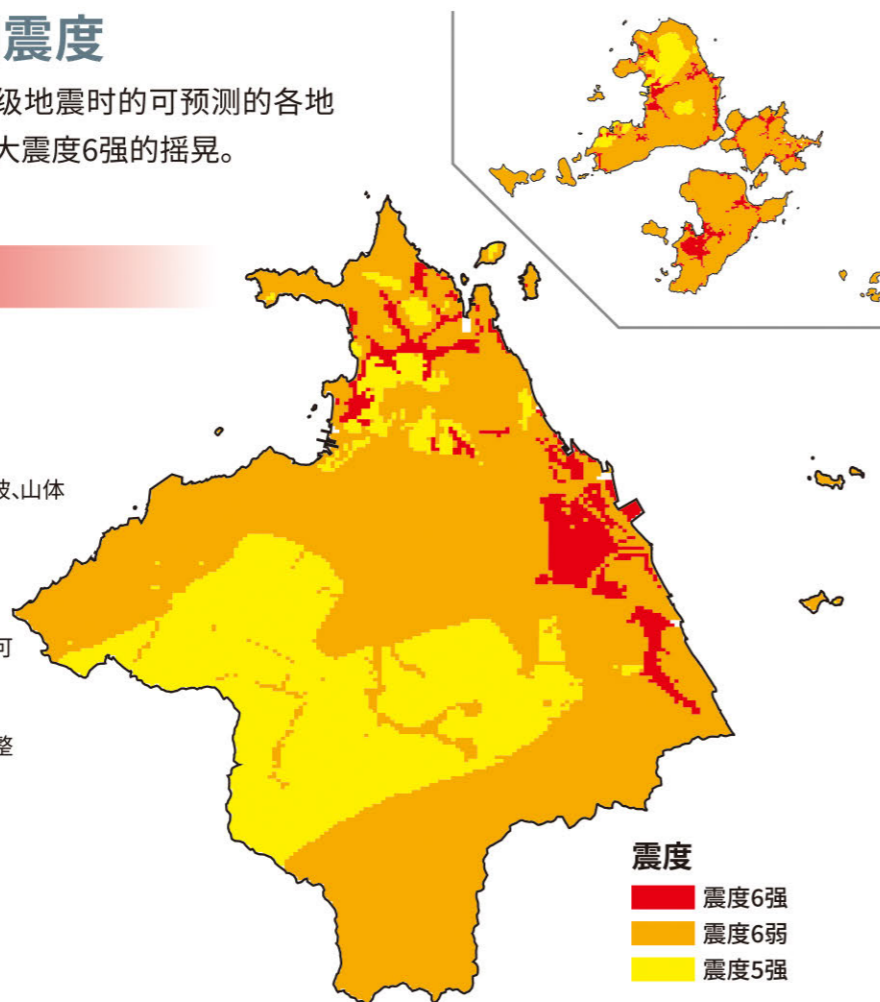 震度
级地震时的可预测的各地
大震度6强的摇晃。
坡、山体
可
整
震度
震度6强
震度6弱
震度5强